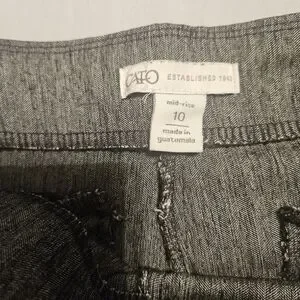 CATO ESTABLISHED 1946
mid-rise
10
made in
guatemala